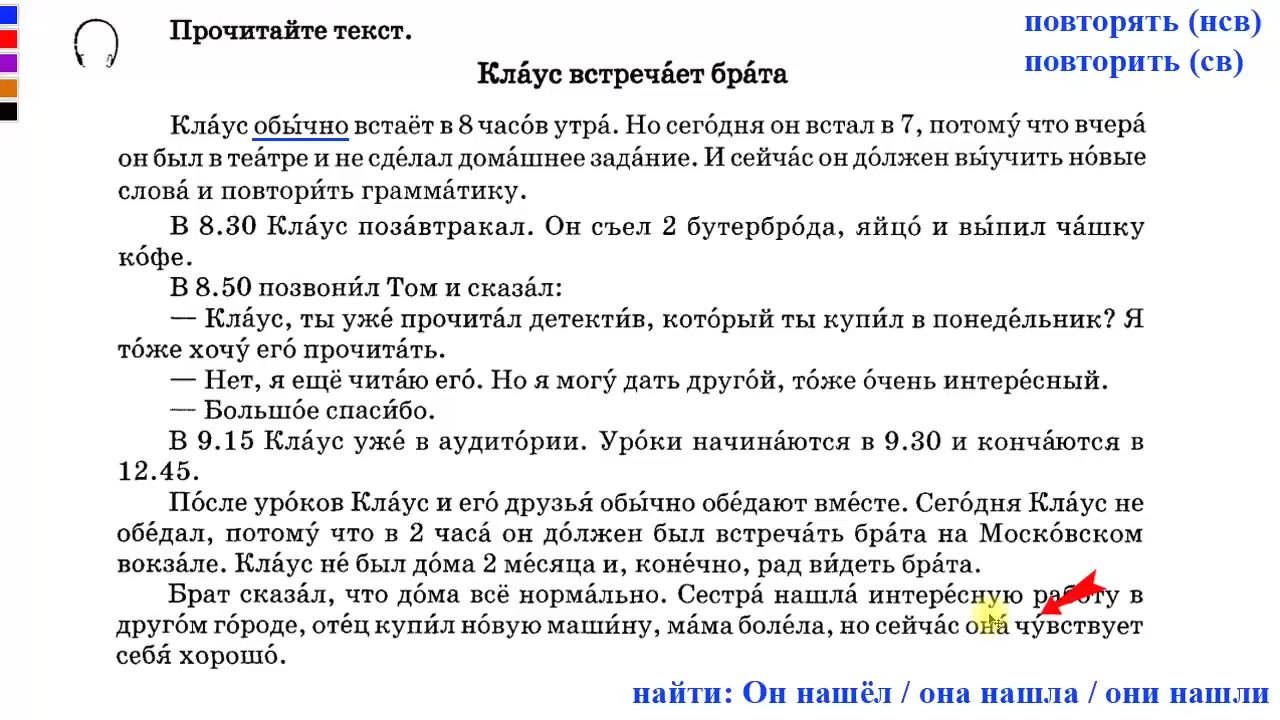 повторять (нсв)
повторить (св)
Прочитайте текст.
Кла́ус встреча́ет бра́та
Кла́ус обы́чно встаёт в 8 часо́в утра́. Но сего́дня он встал в 7, потому́ что вчера́
он был в теа́тре и не сде́лал дома́шнее зада́ние. И сейча́с он до́лжен вы́учить но́вые
слова́ и повтори́ть грамма́тику.
В 8.30 Кла́ус поза́втракал. Он съел 2 бутербро́да, яйцо́ и вы́пил ча́шку
ко́фе.
В 8.50 позвони́л Том и сказа́л:
— Кла́ус, ты уже́ прочита́л детекти́в, кото́рый ты купи́л в понеде́льник? Я
то́же хочу́ его́ прочита́ть.
— Нет, я ещё чита́ю его́. Но я могу́ дать друго́й, то́же о́чень интере́сный.
— Большо́е спаси́бо.
В 9.15 Кла́ус уже́ в аудито́рии. Уро́ки начина́ются в 9.30 и конча́ются в
12.45.
По́сле уро́ков Кла́ус и его́ друзья́ обы́чно обе́дают вме́сте. Сего́дня Кла́ус не
обе́дал, потому́ что в 2 часа́ он до́лжен был встреча́ть бра́та на Моско́вском
вокза́ле. Кла́ус не́ был до́ма 2 ме́сяца и, коне́чно, рад ви́деть бра́та.
Брат сказа́л, что до́ма всё норма́льно. Сестра́ нашла́ интере́сную рабо́ту в
друго́м го́роде, оте́ц купи́л но́вую маши́ну, ма́ма боле́ла, но сейча́с она́ чу́вствует
себя́ хорошо́.
найти: Он нашёл / она нашла / они нашли